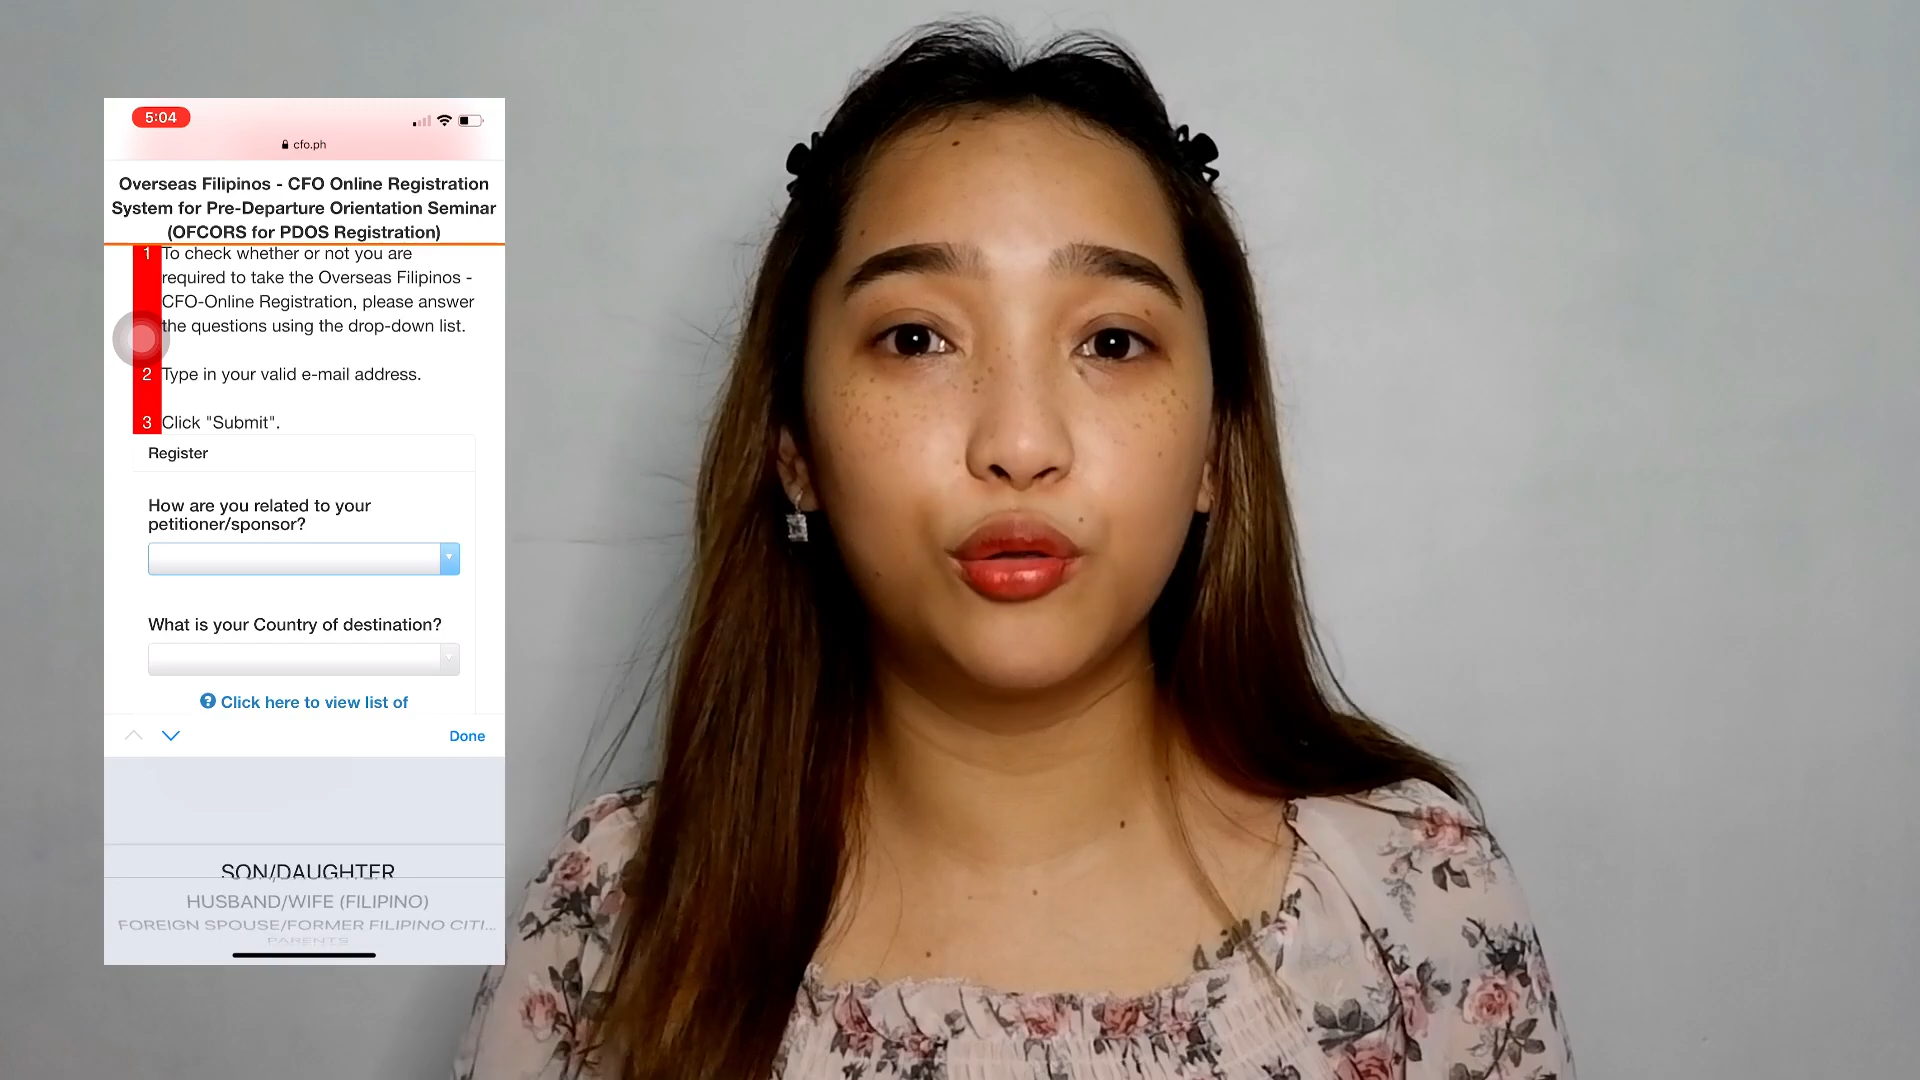 5:04
cfo.ph
Overseas Filipinos - CFO Online Registration
System for Pre-Departure Orientation Seminar
(OFCORS for PDOS Registration)
1 To check whether or not you are
required to take the Overseas Filipinos -
CFO-Online Registration, please answer
the questions using the drop-down list.
2 Type in your valid e-mail address.
3 Click "Submit".
Register
How are you related to your
petitioner/sponsor?
What is your Country of destination?
Click here to view list of
Done
SON/DAUGHTER
HUSBAND/WIFE (FILIPINO)
FOREIGN SPOUSE/FORMER FILIPINO CITI...
PARENTS